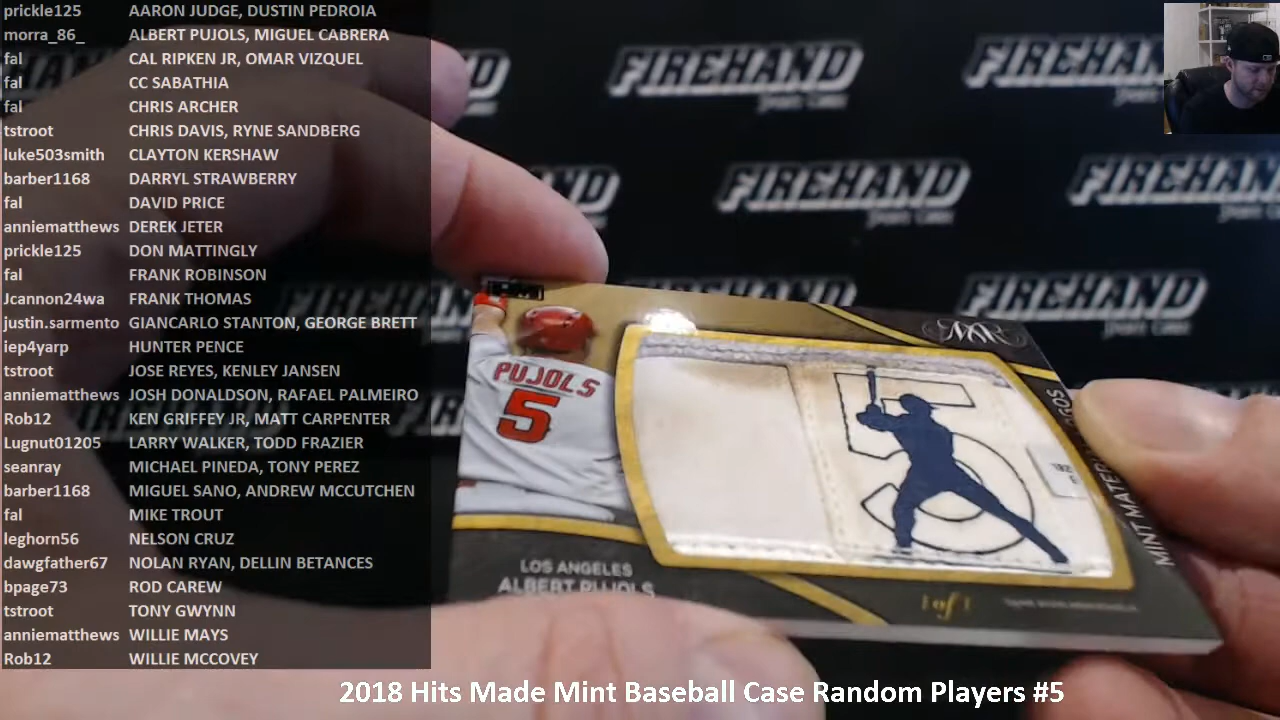 prickle125 AARON JUDGE, DUSTIN PEDROIA
morra_86_ ALBERT PUJOLS, MIGUEL CABRERA
fal CAL RIPKEN JR, OMAR VIZQUEL
fal CC SABATHIA
fal CHRIS ARCHER
tstroot CHRIS DAVIS, RYNE SANDBERG
luke503smith CLAYTON KERSHAW
barber1168 DARRYL STRAWBERRY
fal DAVID PRICE
anniematthews DEREK JETER
prickle125 DON MATTINGLY
fal FRANK ROBINSON
Jcannon24wa FRANK THOMAS
justin.sarmento GIANCARLO STANTON, GEORGE BRETT
iep4yarp HUNTER PENCE
tstroot JOSE REYES, KENLEY JANSEN
anniematthews JOSH DONALDSON, RAFAEL PALMEIRO
Rob12 KEN GRIFFEY JR, MATT CARPENTER
Lugnut01205 LARRY WALKER, TODD FRAZIER
seanray MICHAEL PINEDA, TONY PEREZ
barber1168 MIGUEL SANO, ANDREW MCCUTCHEN
fal MIKE TROUT
leghorn56 NELSON CRUZ
dawgfather67 NOLAN RYAN, DELLIN BETANCES
bpage73 ROD CAREW
tstroot TONY GWYNN
anniematthews WILLIE MAYS
Rob12 WILLIE MCCOVEY
FIREHAND
FIREHAND
FIREHAND
FIREHAND
FIREHAND
PUJOLS
5
5
LOS ANGELES
ALBERT PUJOLS
1 of 1
2018 Hits Made Mint Baseball Case Random Players #5